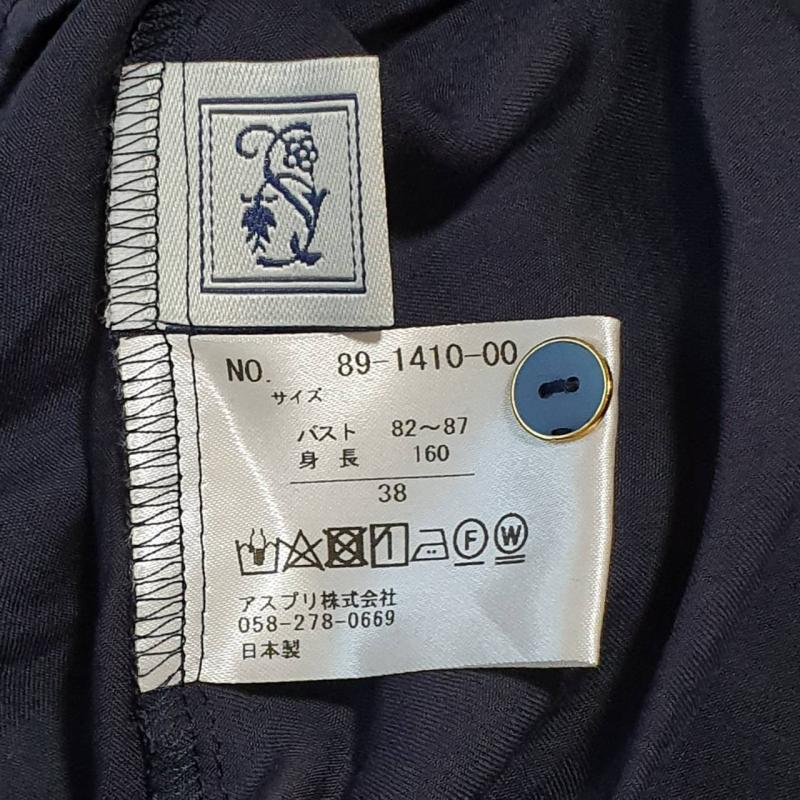 NO. 89-1410-00
サイズ
バスト 82～87
身長 160
38
F W
アスプリ株式会社
058-278-0669
日本製